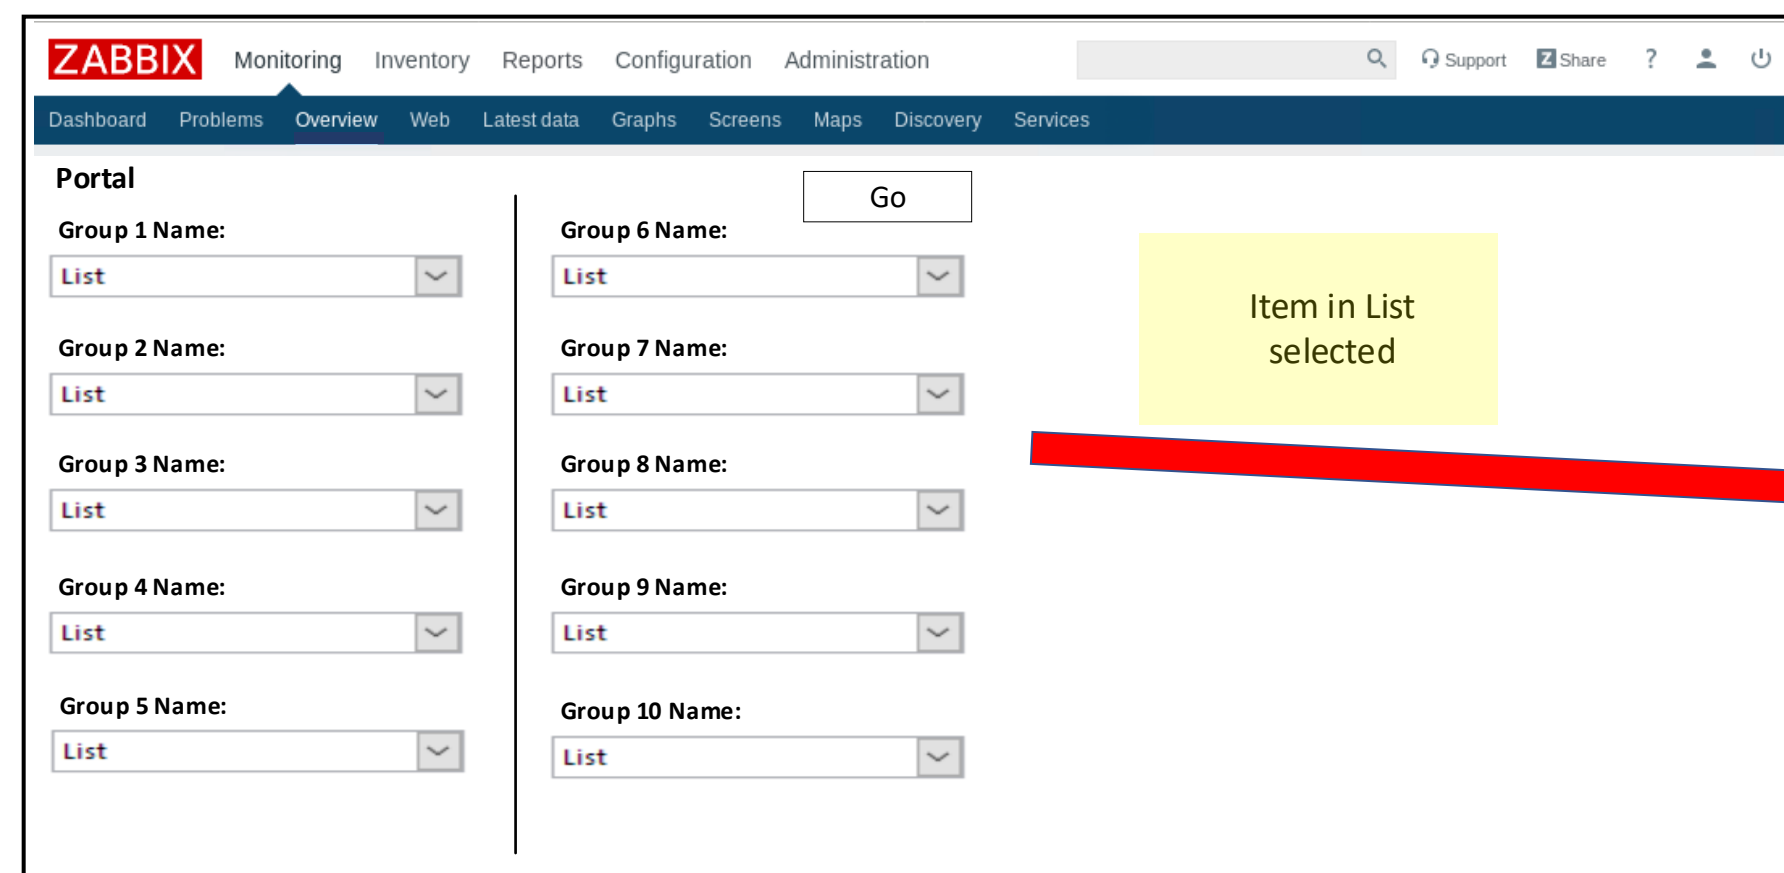 ZABBIX Monitoring Inventory Reports Configuration Administration Support Z Share ?
Dashboard Problems Overview Web Latest data Graphs Screens Maps Discovery Services
Portal
Go
Group 1 Name:
List
Group 2 Name:
List
Group 3 Name:
List
Group 4 Name:
List
Group 5 Name:
List
Group 6 Name:
List
Group 7 Name:
List
Group 8 Name:
List
Group 9 Name:
List
Group 10 Name:
List
Item in List
selected